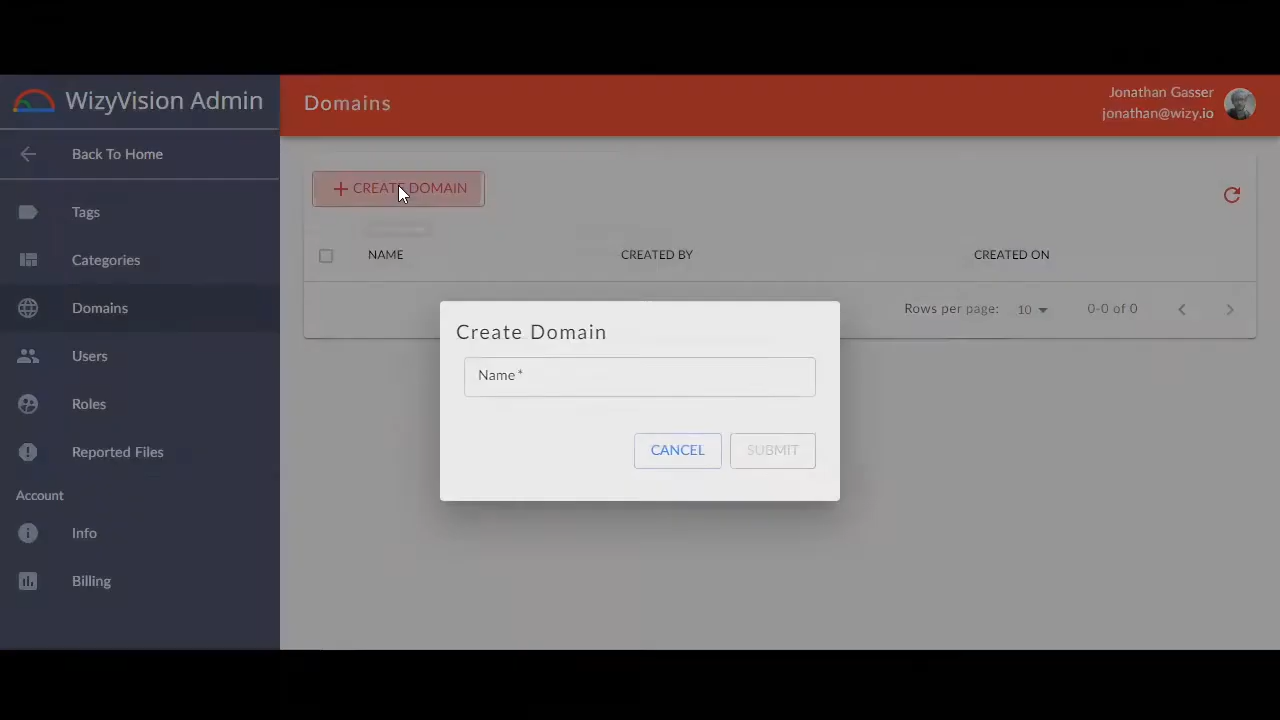 WizyVision Admin
Domains
Jonathan Gasser
jonathan@wizy.io
Back To Home
Tags
Categories
Domains
Users
Roles
Reported Files
Account
Info
Billing
+ CREATE DOMAIN
NAME CREATED BY CREATED ON
Rows per page: 10 0-0 of 0
Create Domain
Name *
CANCEL SUBMIT